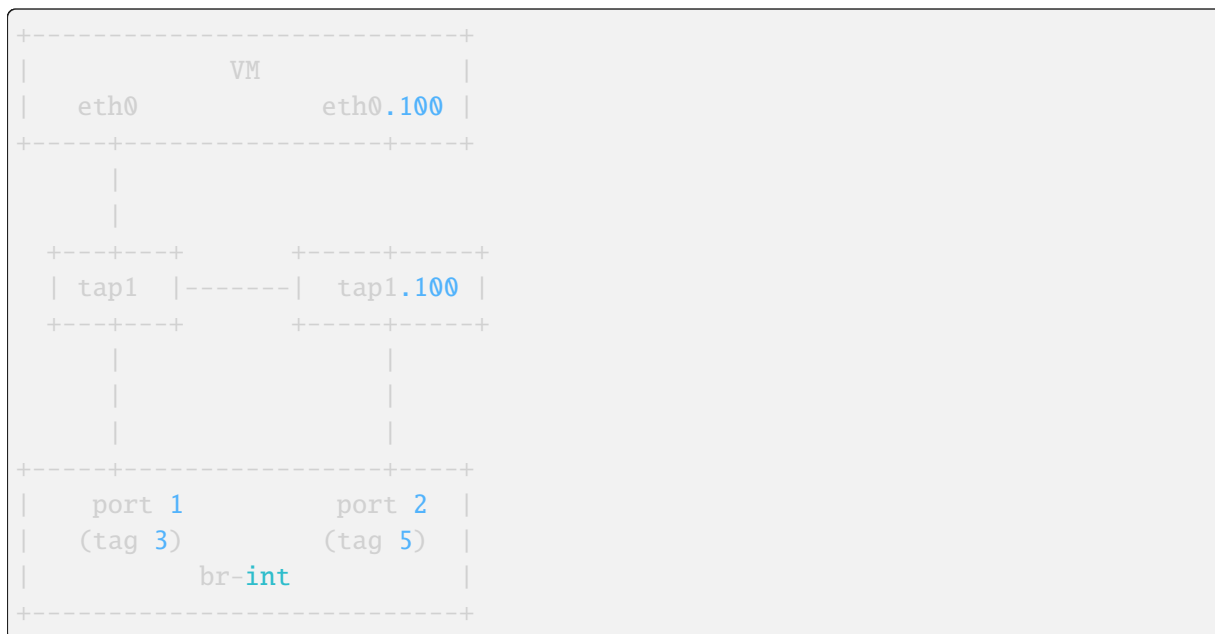 +-----------------------------+
|             VM              |
|   eth0            eth0.100 |
+-----+-----------------+-----+
      |
      |
  +---+---+       +-----+-----+
  | tap1  |-------|  tap1.100 |
  +---+---+       +-----+-----+
      |                 |
      |                 |
      |                 |
+-----+-----------------+-----+
|    port 1          port 2  |
|   (tag 3)         (tag 5)  |
|           br-int            |
+-----------------------------+